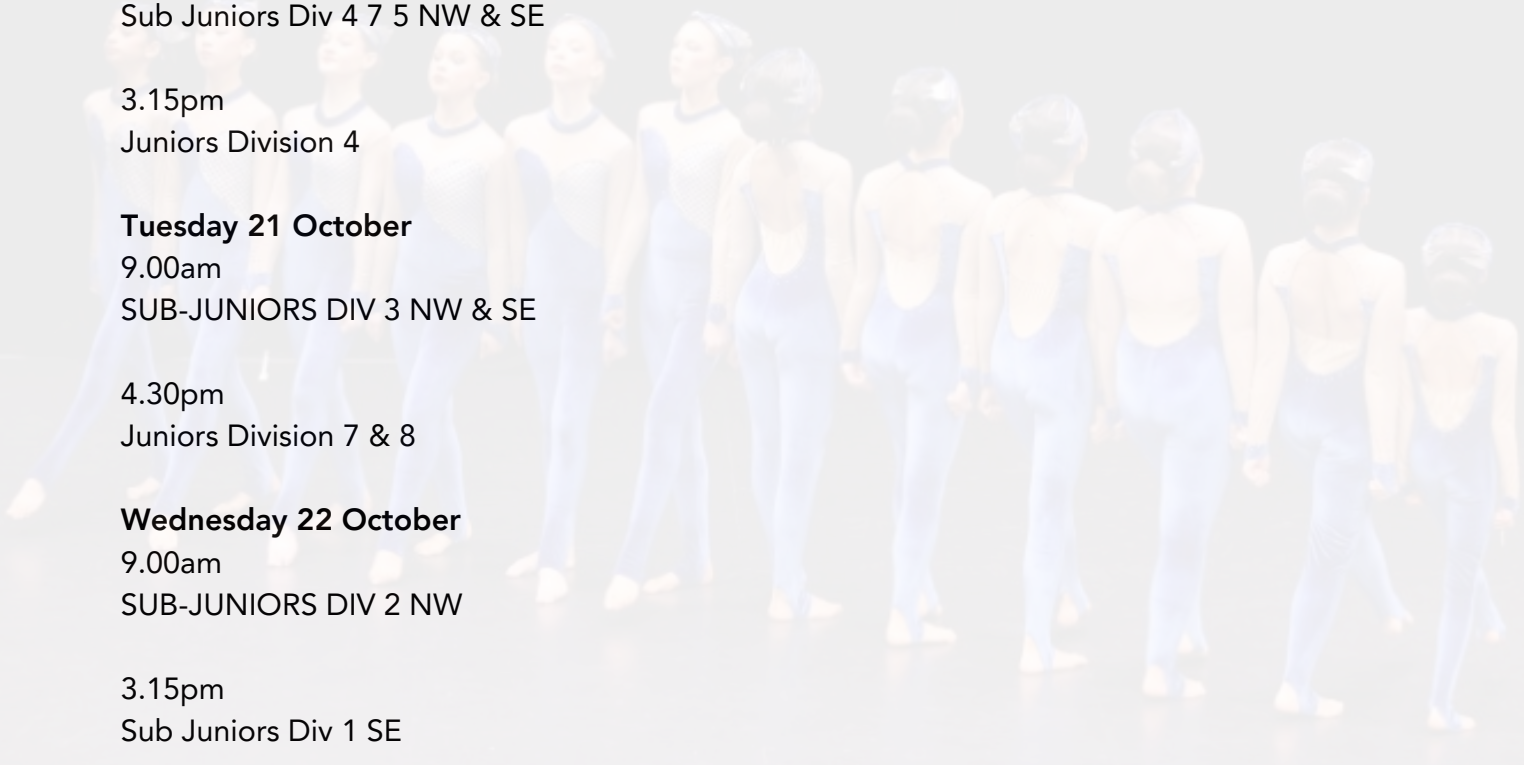 Sub Juniors Div 4 7 5 NW & SE
3.15pm
Juniors Division 4
Tuesday 21 October
9.00am
SUB-JUNIORS DIV 3 NW & SE
4.30pm
Juniors Division 7 & 8
Wednesday 22 October
9.00am
SUB-JUNIORS DIV 2 NW
3.15pm
Sub Juniors Div 1 SE